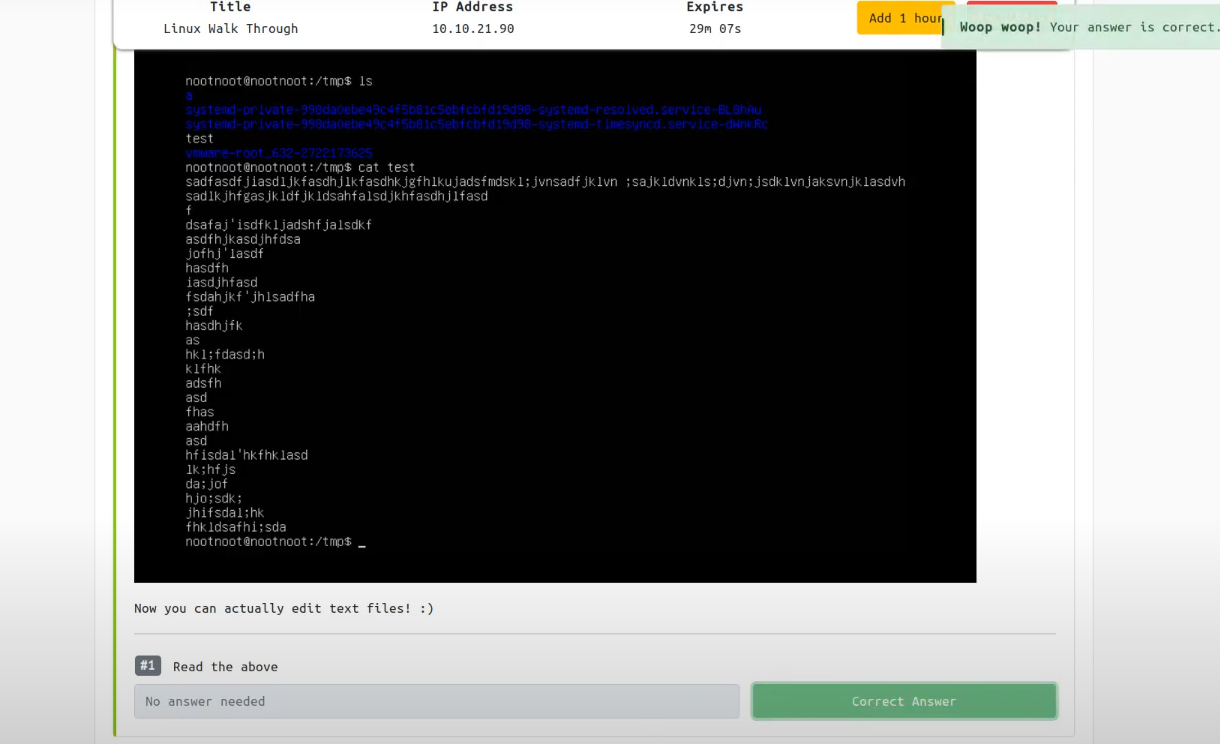 Title IP Address Expires
Linux Walk Through 10.10.21.90 29m 07s
Add 1 hour
Woop woop! Your answer is correct.
nootnoot@nootnoot:/tmp$ ls
a
systemd-private-998da0ebe49c4f5b81c5ebfcbfd19d98-systemd-resolved.service-BL8hAu
systemd-private-998da0ebe49c4f5b81c5ebfcbfd19d98-systemd-timesyncd.service-dWnkRc
test
vmware-root_632-2722173625
nootnoot@nootnoot:/tmp$ cat test
sadfasdfjiasdljkfasdhjlkfasdhkjgfhlkujadsfmdskl;jvnsadfjklvn ;sajkldvnkls;djvn;jsdklvnjaksvnjklasdvh
sadlkjhfgasjkldfjkldsahfalsdjkhfasdhjlfasd
f
dsafaj'isdfkljadshfjalsdkf
asdfhjkasdjhfdsa
jofhj'lasdf
hasdfh
iasdjhfasd
fsdahjkf'jhlsadfha
;sdf
hasdhjfk
as
hkl;fdasd;h
klfhk
adsfh
asd
fhas
aahdfh
asd
hfisdal'hkfhklasd
lk;hfjs
da;jof
hjo;sdk;
jhifsdal;hk
fhkldsafhi;sda
nootnoot@nootnoot:/tmp$ _
Now you can actually edit text files! :)
#1 Read the above
No answer needed
Correct Answer